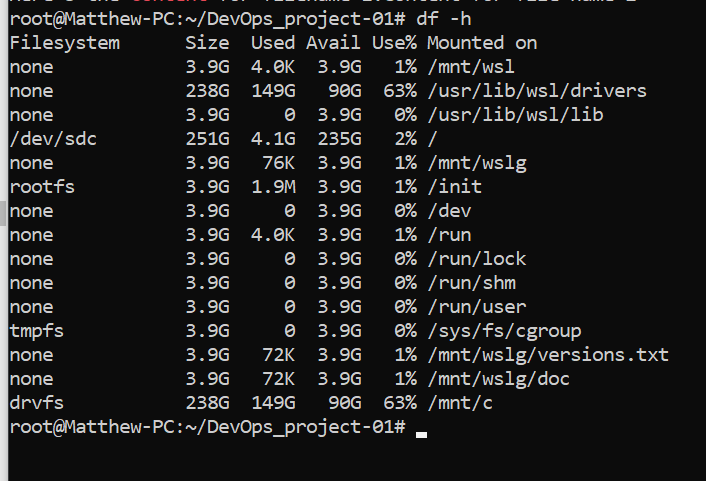 root@Matthew-PC:~/DevOps_project-01# df -h
Filesystem      Size  Used Avail Use% Mounted on
none            3.9G  4.0K  3.9G   1% /mnt/wsl
none            238G  149G   90G  63% /usr/lib/wsl/drivers
none            3.9G     0  3.9G   0% /usr/lib/wsl/lib
/dev/sdc        251G  4.1G  235G   2% /
none            3.9G   76K  3.9G   1% /mnt/wslg
rootfs          3.9G  1.9M  3.9G   1% /init
none            3.9G     0  3.9G   0% /dev
none            3.9G  4.0K  3.9G   1% /run
none            3.9G     0  3.9G   0% /run/lock
none            3.9G     0  3.9G   0% /run/shm
none            3.9G     0  3.9G   0% /run/user
tmpfs           3.9G     0  3.9G   0% /sys/fs/cgroup
none            3.9G   72K  3.9G   1% /mnt/wslg/versions.txt
none            3.9G   72K  3.9G   1% /mnt/wslg/doc
drvfs           238G  149G   90G  63% /mnt/c
root@Matthew-PC:~/DevOps_project-01#